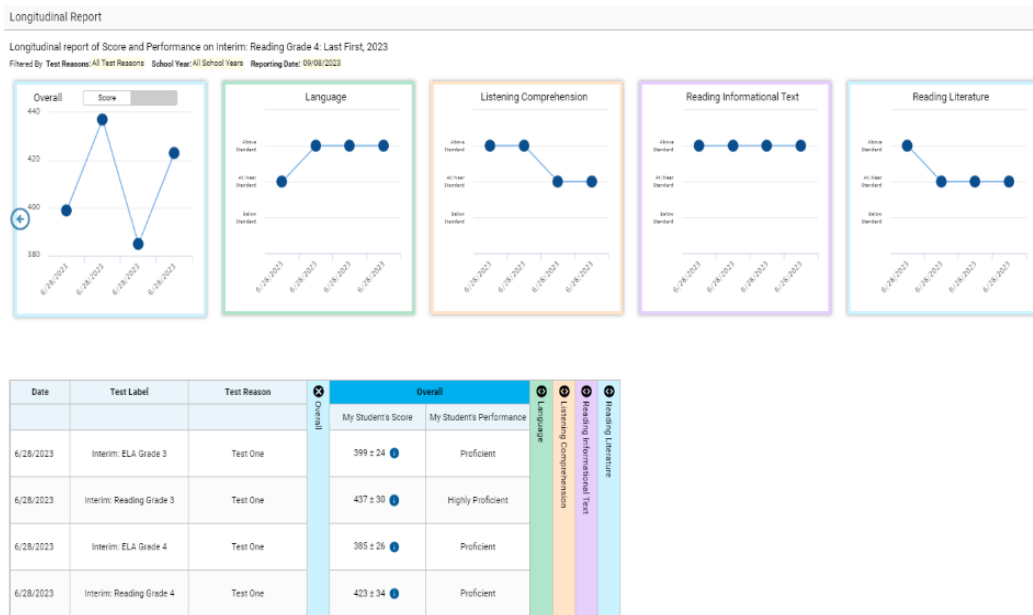 Longitudinal Report
Longitudinal report of Score and Performance on Interim: Reading Grade 4: Last First, 2023
Filtered By Test Reasons: All Test Reasons School Year: All School Years Reporting Date: 09/08/2023
Overall Score
440
420
400
380
6/28/2023 6/28/2023 6/28/2023 6/28/2023
Language
Above Standard
At/Near Standard
Below Standard
6/28/2023 6/28/2023 6/28/2023 6/28/2023
Listening Comprehension
Above Standard
At/Near Standard
Below Standard
6/28/2023 6/28/2023 6/28/2023 6/28/2023
Reading Informational Text
Above Standard
At/Near Standard
Below Standard
6/28/2023 6/28/2023 6/28/2023 6/28/2023
Reading Literature
Above Standard
At/Near Standard
Below Standard
6/28/2023 6/28/2023 6/28/2023 6/28/2023
Date Test Label Test Reason Overall Overall Language Listening Comprehension Reading Informational Text Reading Literature
My Student's Score My Student's Performance
6/28/2023 Interim: ELA Grade 3 Test One 399 ± 24 Proficient
6/28/2023 Interim: Reading Grade 3 Test One 437 ± 30 Highly Proficient
6/28/2023 Interim: ELA Grade 4 Test One 385 ± 26 Proficient
6/28/2023 Interim: Reading Grade 4 Test One 423 ± 34 Proficient